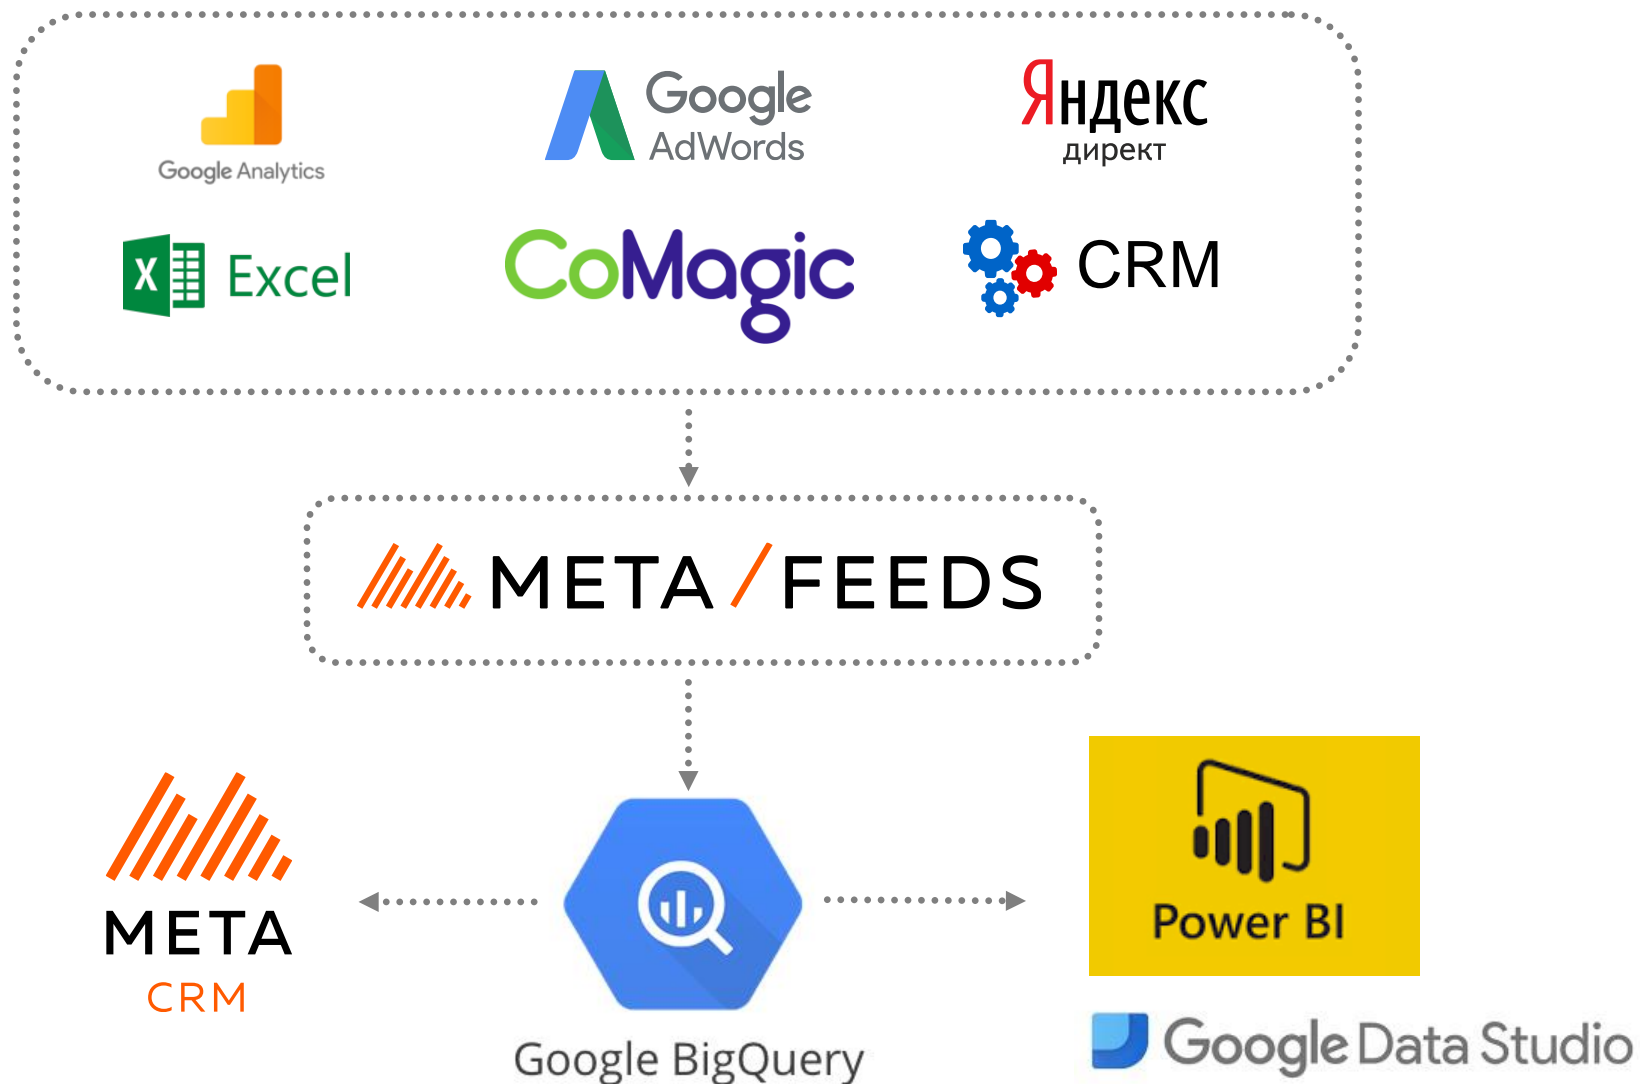 Google Analytics
Google
AdWords
Яндекс
директ
X Excel
CoMagic
CRM
META / FEEDS
META
CRM
Google BigQuery
Power BI
Google Data Studio